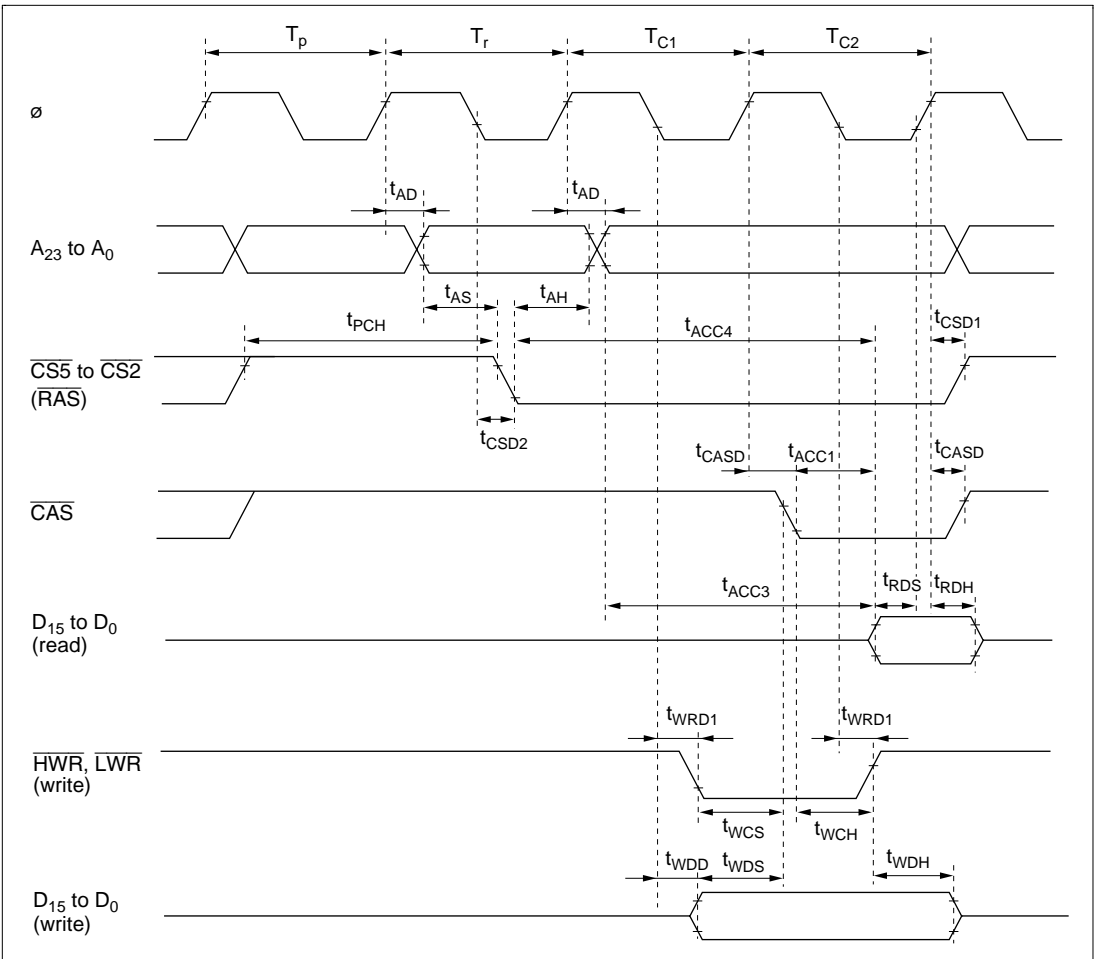 Tp Tr TC1 TC2
ø
tAD tAD
A23 to A0
tAS tAH
tPCH tACC4 tCSD1
CS5 to CS2
(RAS)
tCSD2
tCASD tACC1 tCASD
CAS
tRDS tRDH
tACC3
D15 to D0
(read)
tWRD1 tWRD1
HWR, LWR
(write)
tWCS tWCH
tWDD tWDS tWDH
D15 to D0
(write)